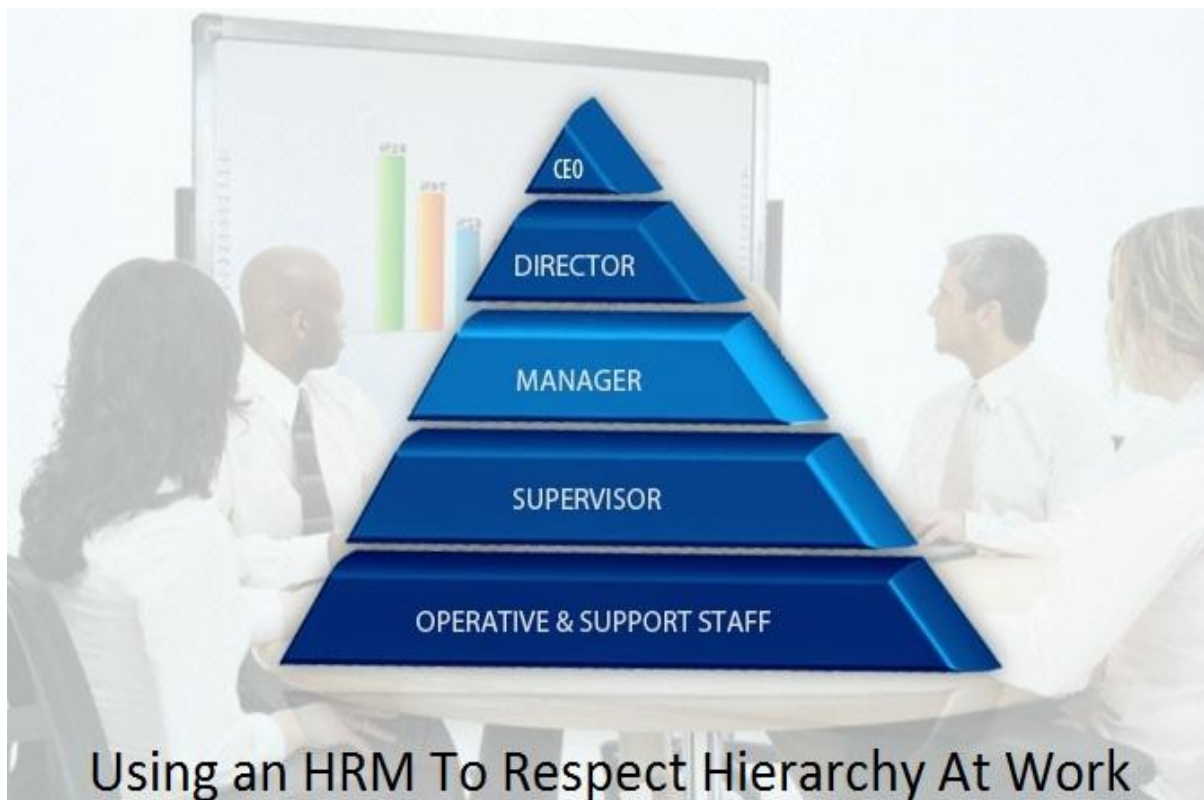 CEO
DIRECTOR
MANAGER
SUPERVISOR
OPERATIVE & SUPPORT STAFF
Using an HRM To Respect Hierarchy At Work